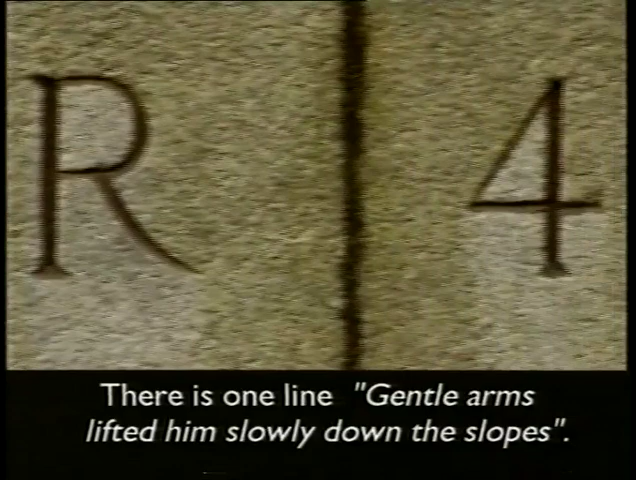 R 4
There is one line "Gentle arms
lifted him slowly down the slopes".